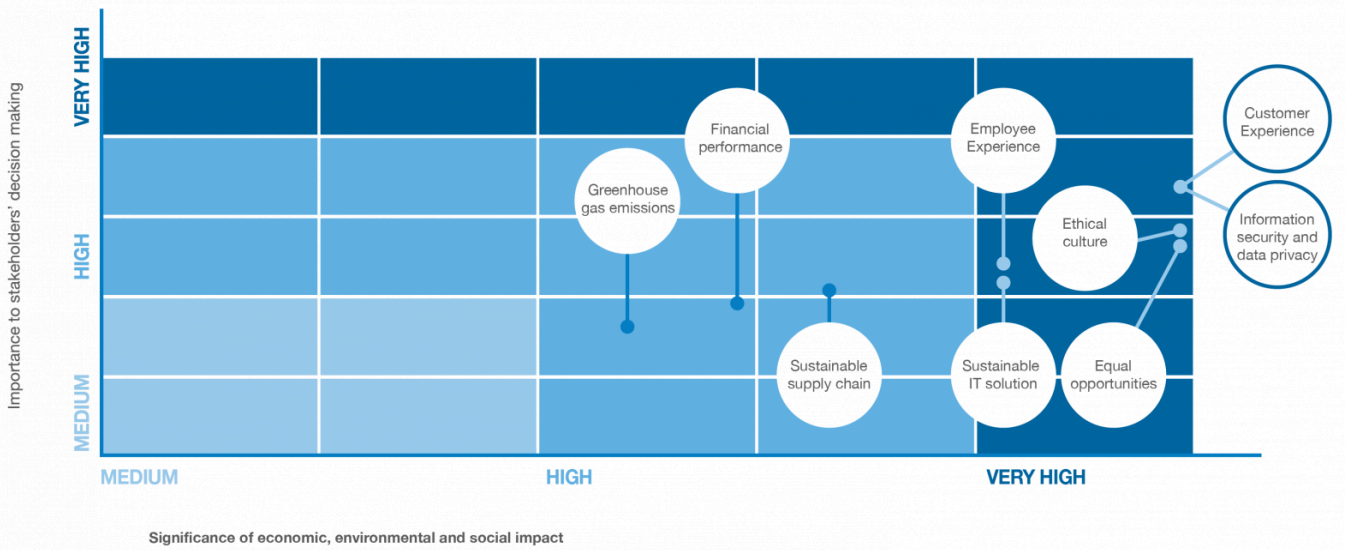 Importance to stakeholders' decision making
VERY HIGH
HIGH
MEDIUM
Financial
performance
Employee
Experience
Customer
Experience
Greenhouse
gas emissions
Ethical
culture
Information
security and
data privacy
Sustainable
supply chain
Sustainable
IT solution
Equal
opportunities
MEDIUM
HIGH
VERY HIGH
Significance of economic, environmental and social impact